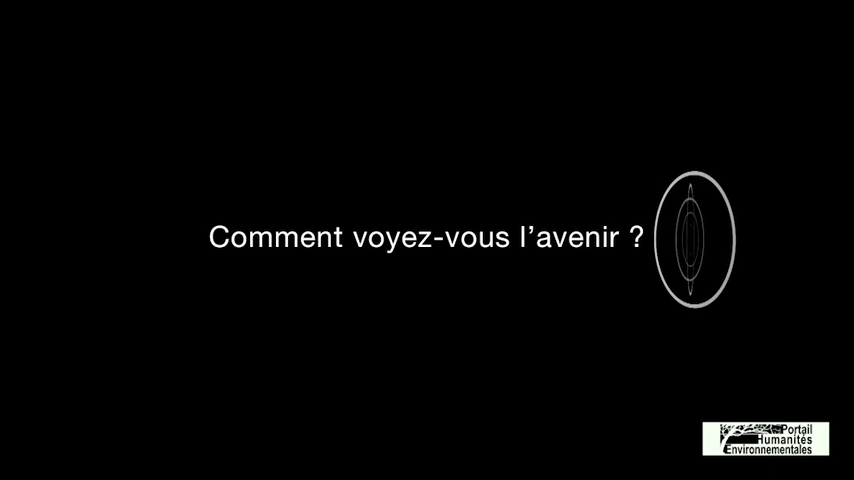 Comment voyez-vous l’avenir ?
Portail
Humanités
Environnementales